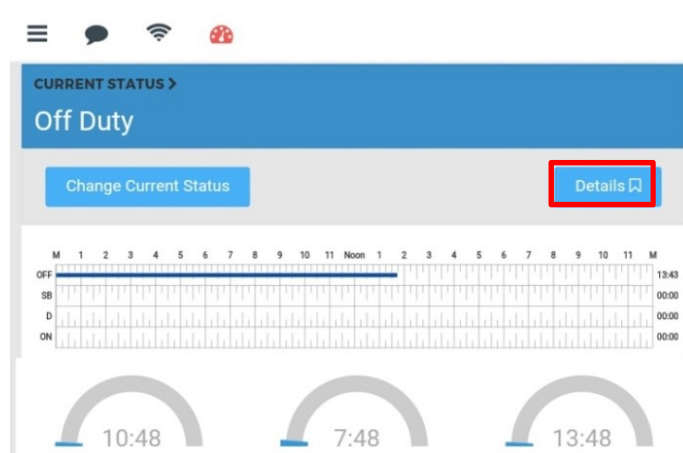 CURRENT STATUS >
Off Duty
Change Current Status
Details
M 1 2 3 4 5 6 7 8 9 10 11 Noon 1 2 3 4 5 6 7 8 9 10 11 M
OFF 13:43
SB 00:00
D 00:00
ON 00:00
10:48 7:48 13:48